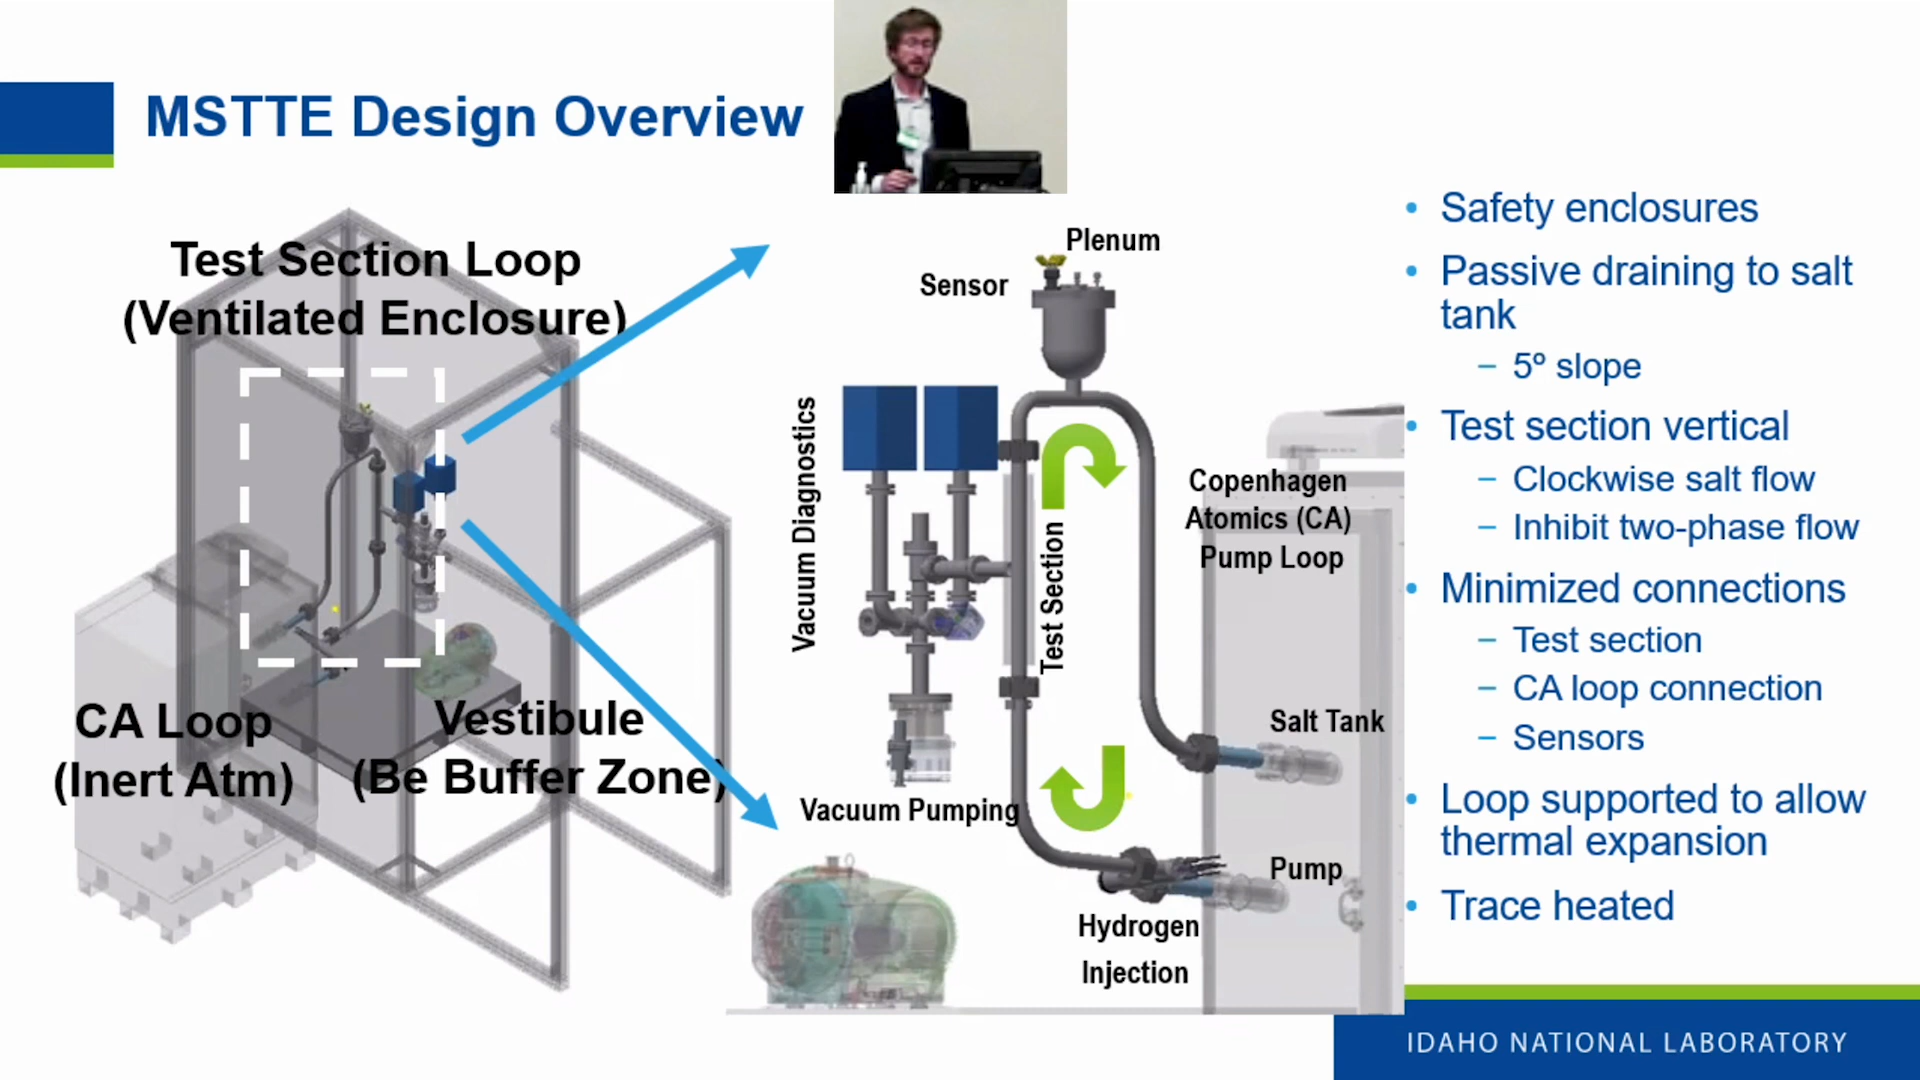 MSTTE Design Overview
Test Section Loop
(Ventilated Enclosure)
CA Loop
(Inert Atm)
Vestibule
(Be Buffer Zone)
Plenum
Sensor
Vacuum Diagnostics
Test Section
Copenhagen
Atomics (CA)
Pump Loop
Salt Tank
Vacuum Pumping
Pump
Hydrogen
Injection
• Safety enclosures
• Passive draining to salt
tank
– 5º slope
• Test section vertical
– Clockwise salt flow
– Inhibit two-phase flow
• Minimized connections
– Test section
– CA loop connection
– Sensors
• Loop supported to allow
thermal expansion
• Trace heated
IDAHO NATIONAL LABORATORY